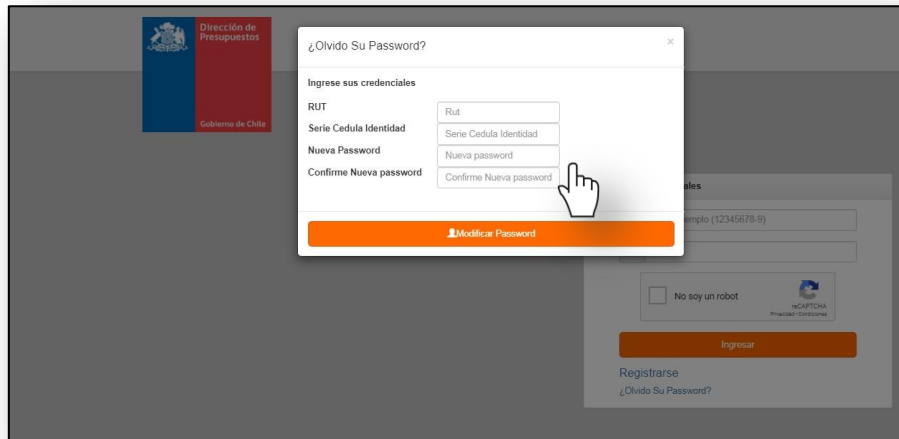 Dirección de
Presupuestos
Gobierno de Chile
¿Olvido Su Password?
×
Ingrese sus credenciales
RUT
Rut
Serie Cedula Identidad
Serie Cedula Identidad
Nueva Password
Nueva password
Confirme Nueva password
Confirme Nueva password
Modificar Password
ales
emplo (12345678-9)
No soy un robot
reCAPTCHA
Privacidad - Condiciones
Ingresar
Registrarse
¿Olvido Su Password?